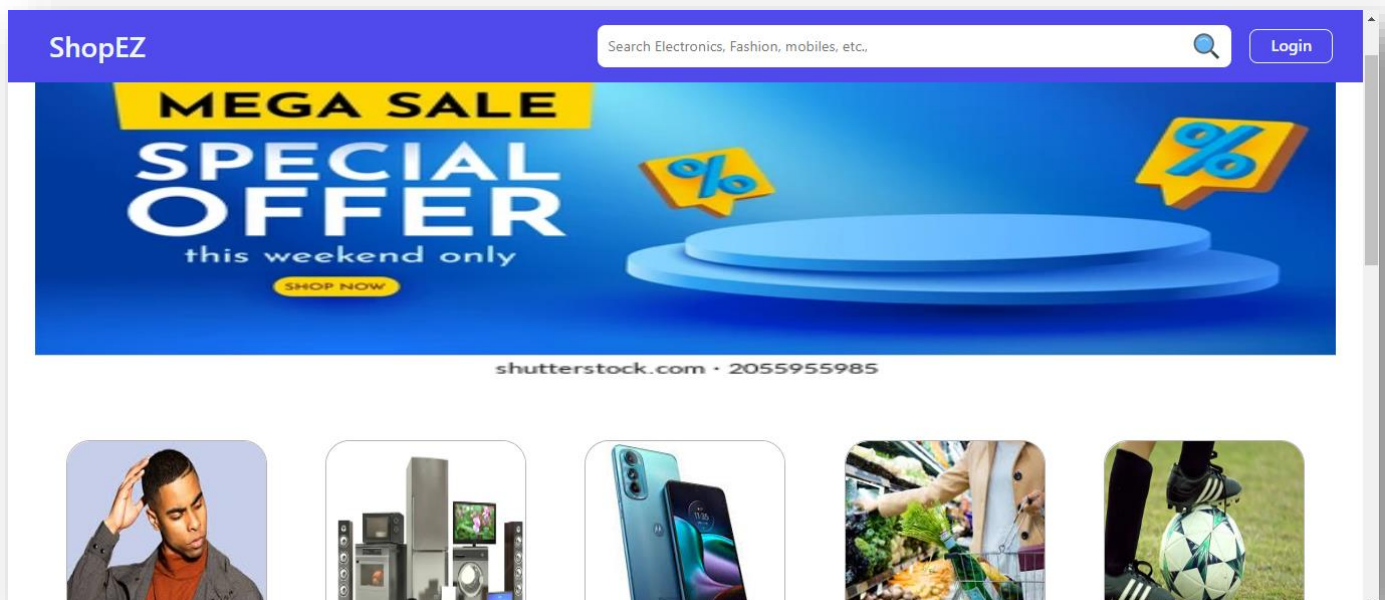 ShopEZ
Search Electronics, Fashion, mobiles, etc.,
Login
MEGA SALE
SPECIAL
OFFER
this weekend only
SHOP NOW
shutterstock.com · 2055955985